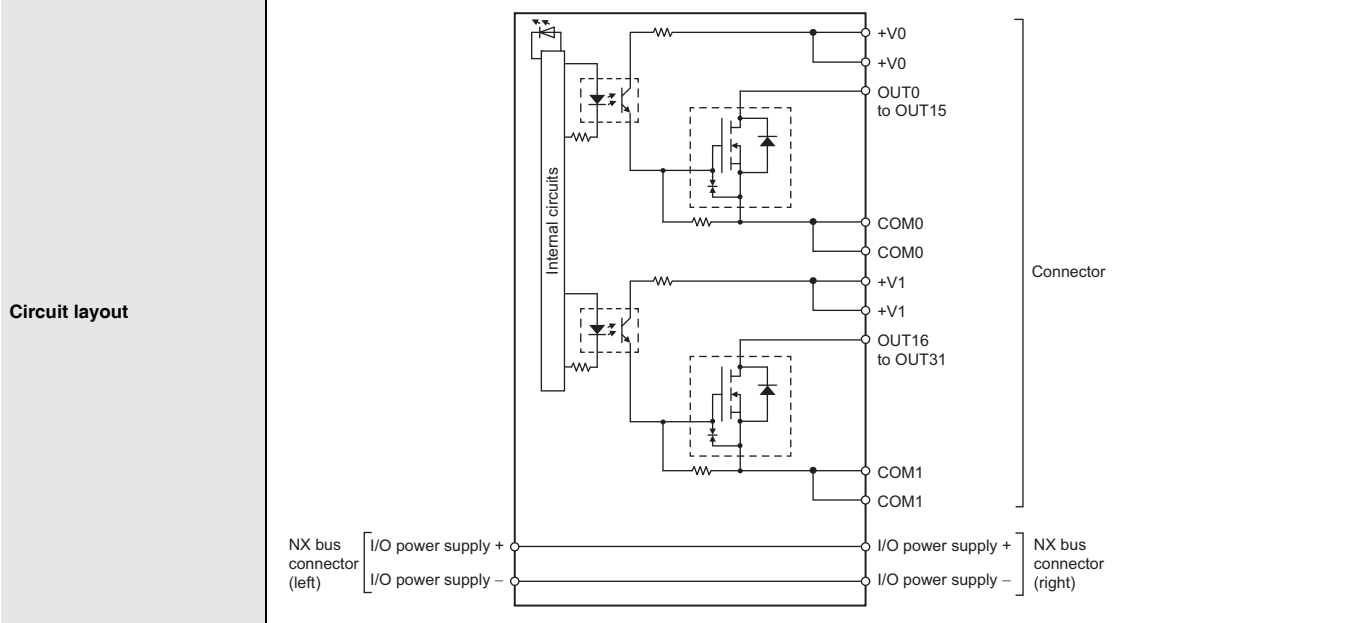 Circuit layout
Internal circuits
+V0
+V0
OUT0
to OUT15
COM0
COM0
+V1
+V1
OUT16
to OUT31
COM1
COM1
Connector
NX bus
connector
(left)
I/O power supply +
I/O power supply −
I/O power supply +
I/O power supply −
NX bus
connector
(right)